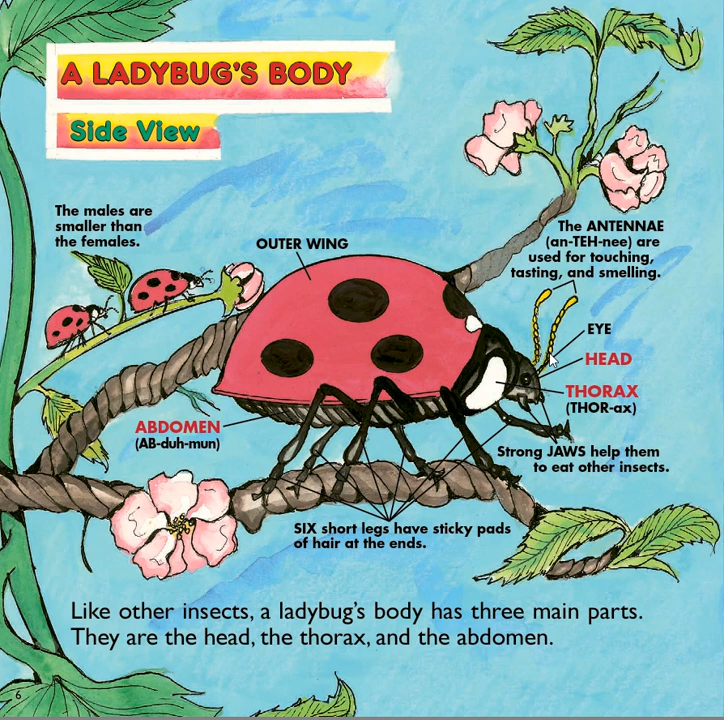 A LADYBUG'S BODY
Side View
The males are
smaller than
the females.
OUTER WING
The ANTENNAE
(an-TEH-nee) are
used for touching,
tasting, and smelling.
EYE
HEAD
THORAX
(THOR-ax)
ABDOMEN
(AB-duh-mun)
Strong JAWS help them
to eat other insects.
SIX short legs have sticky pads
of hair at the ends.
Like other insects, a ladybug's body has three main parts.
They are the head, the thorax, and the abdomen.
6